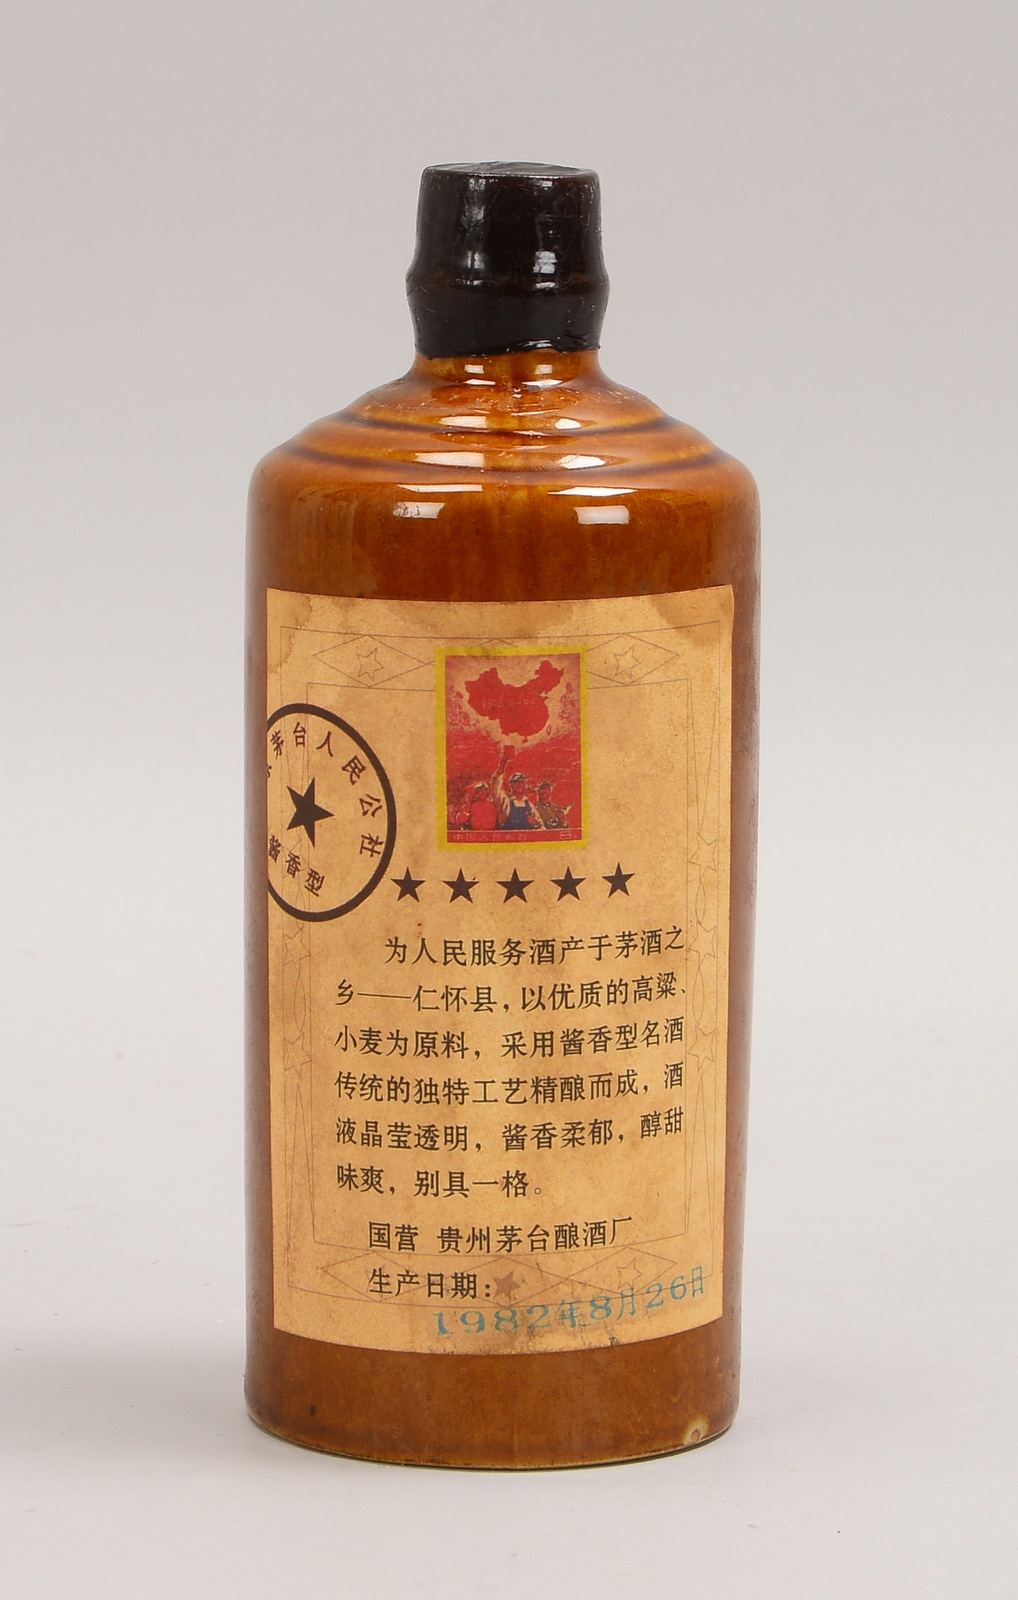 茅台人民公社
酱香型
为人民服务酒产于茅酒之
乡——仁怀县，以优质的高粱、
小麦为原料，采用酱香型名酒
传统的独特工艺精酿而成，酒
液晶莹透明，酱香柔郁，醇甜
味爽，别具一格。
国营 贵州茅台酿酒厂
生产日期：
1982年8月26日